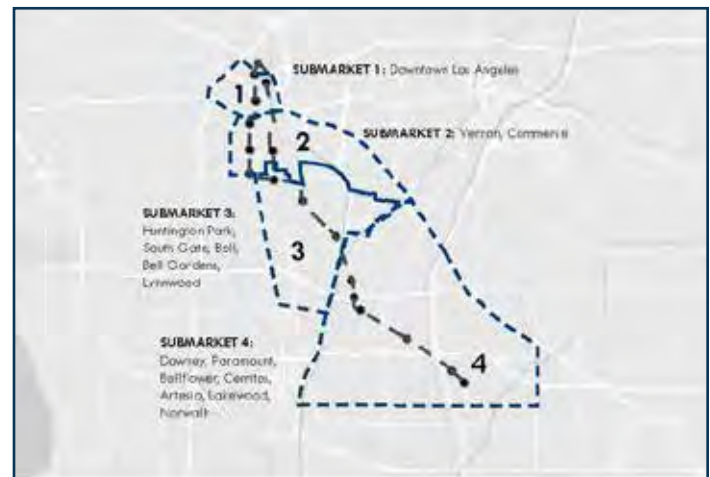 SUBMARKET 1: Downtown Los Angeles
1
2
SUBMARKET 2: Vernon, Commerce
SUBMARKET 3:
Huntington Park,
South Gate, Bell,
Bell Gardens,
Lynnwood
3
SUBMARKET 4:
Downey, Paramount,
Bellflower, Cerritos,
Artesia, Lakewood,
Norwalk
4